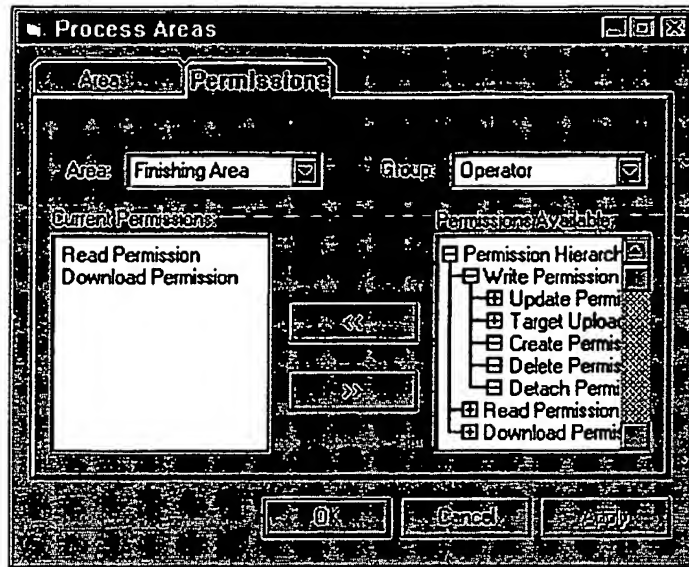 Process Areas
Areas Permissions
Area: Finishing Area Group: Operator
Current Permissions: Permissions Available:
Read Permission
Download Permission
Permission Hierarch
Write Permission
Update Permi
Target Uploa
Create Permis
Delete Permis
Detach Permi
Read Permission
Download Permis
<<
>>
OK Cancel Apply